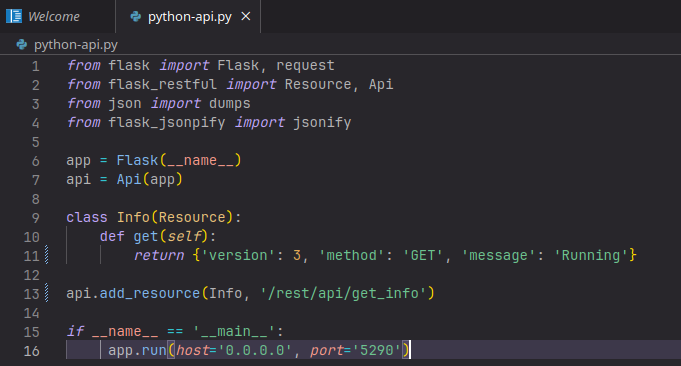 Welcome
python-api.py ×
python-api.py
1 from flask import Flask, request
2 from flask_restful import Resource, Api
3 from json import dumps
4 from flask_jsonpify import jsonify
5
6 app = Flask(__name__)
7 api = Api(app)
8
9 class Info(Resource):
10     def get(self):
11         return {'version': 3, 'method': 'GET', 'message': 'Running'}
12
13 api.add_resource(Info, '/rest/api/get_info')
14
15 if __name__ == '__main__':
16      app.run(host='0.0.0.0', port='5290')